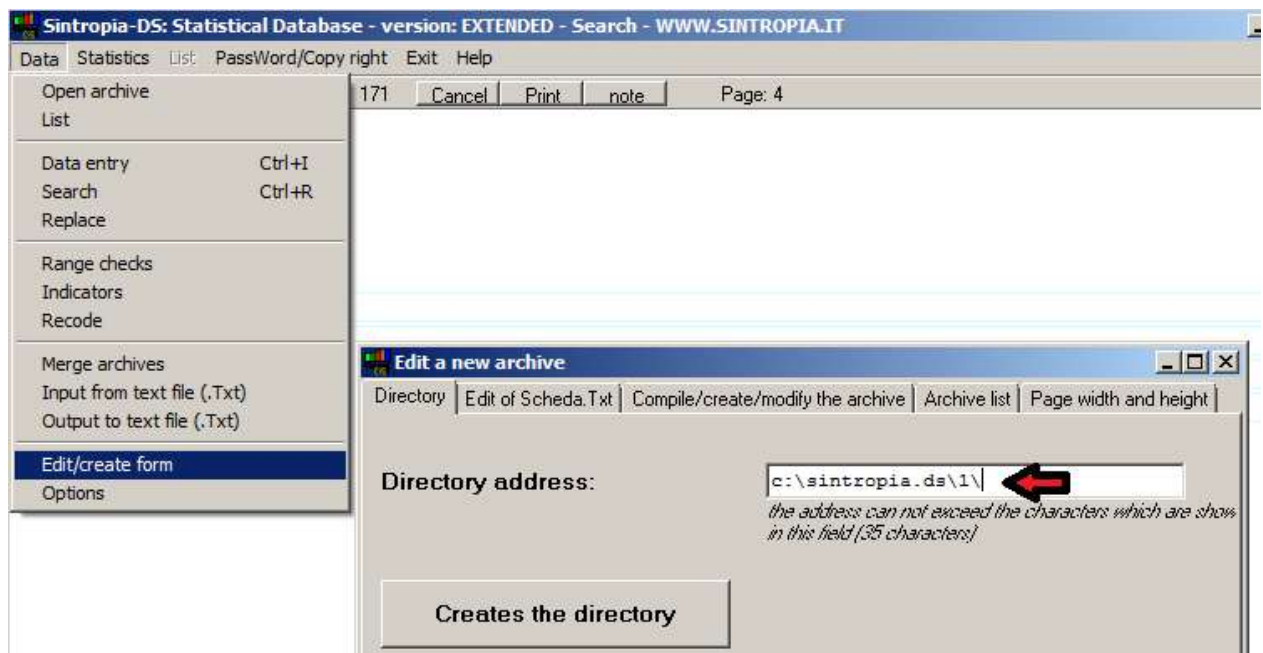 Sintropia-DS: Statistical Database - version: EXTENDED - Search - WWW.SINTROPIA.IT
Data Statistics List PassWord/Copy right Exit Help
171 Cancel Print note Page: 4
Open archive
List
Data entry Ctrl+I
Search Ctrl+R
Replace
Range checks
Indicators
Recode
Merge archives
Input from text file (.Txt)
Output to text file (.Txt)
Edit/create form
Options
Edit a new archive
Directory Edit of Scheda.Txt Compile/create/modify the archive Archive list Page width and height
Directory address: c:\sintropia.ds\1\
the address can not exceed the characters which are show
in this field (35 characters)
Creates the directory